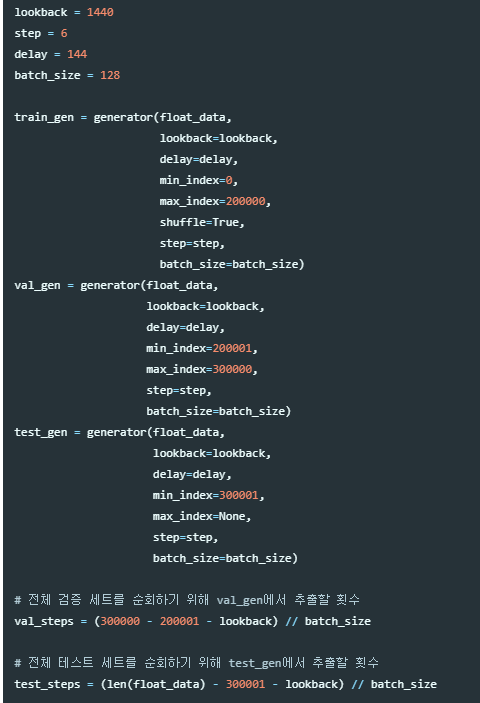 lookback = 1440
step = 6
delay = 144
batch_size = 128

train_gen = generator(float_data,
                      lookback=lookback,
                      delay=delay,
                      min_index=0,
                      max_index=200000,
                      shuffle=True,
                      step=step,
                      batch_size=batch_size)
val_gen = generator(float_data,
                    lookback=lookback,
                    delay=delay,
                    min_index=200001,
                    max_index=300000,
                    step=step,
                    batch_size=batch_size)
test_gen = generator(float_data,
                     lookback=lookback,
                     delay=delay,
                     min_index=300001,
                     max_index=None,
                     step=step,
                     batch_size=batch_size)

# 전체 검증 세트를 순회하기 위해 val_gen에서 추출할 횟수
val_steps = (300000 - 200001 - lookback) // batch_size

# 전체 테스트 세트를 순회하기 위해 test_gen에서 추출할 횟수
test_steps = (len(float_data) - 300001 - lookback) // batch_size